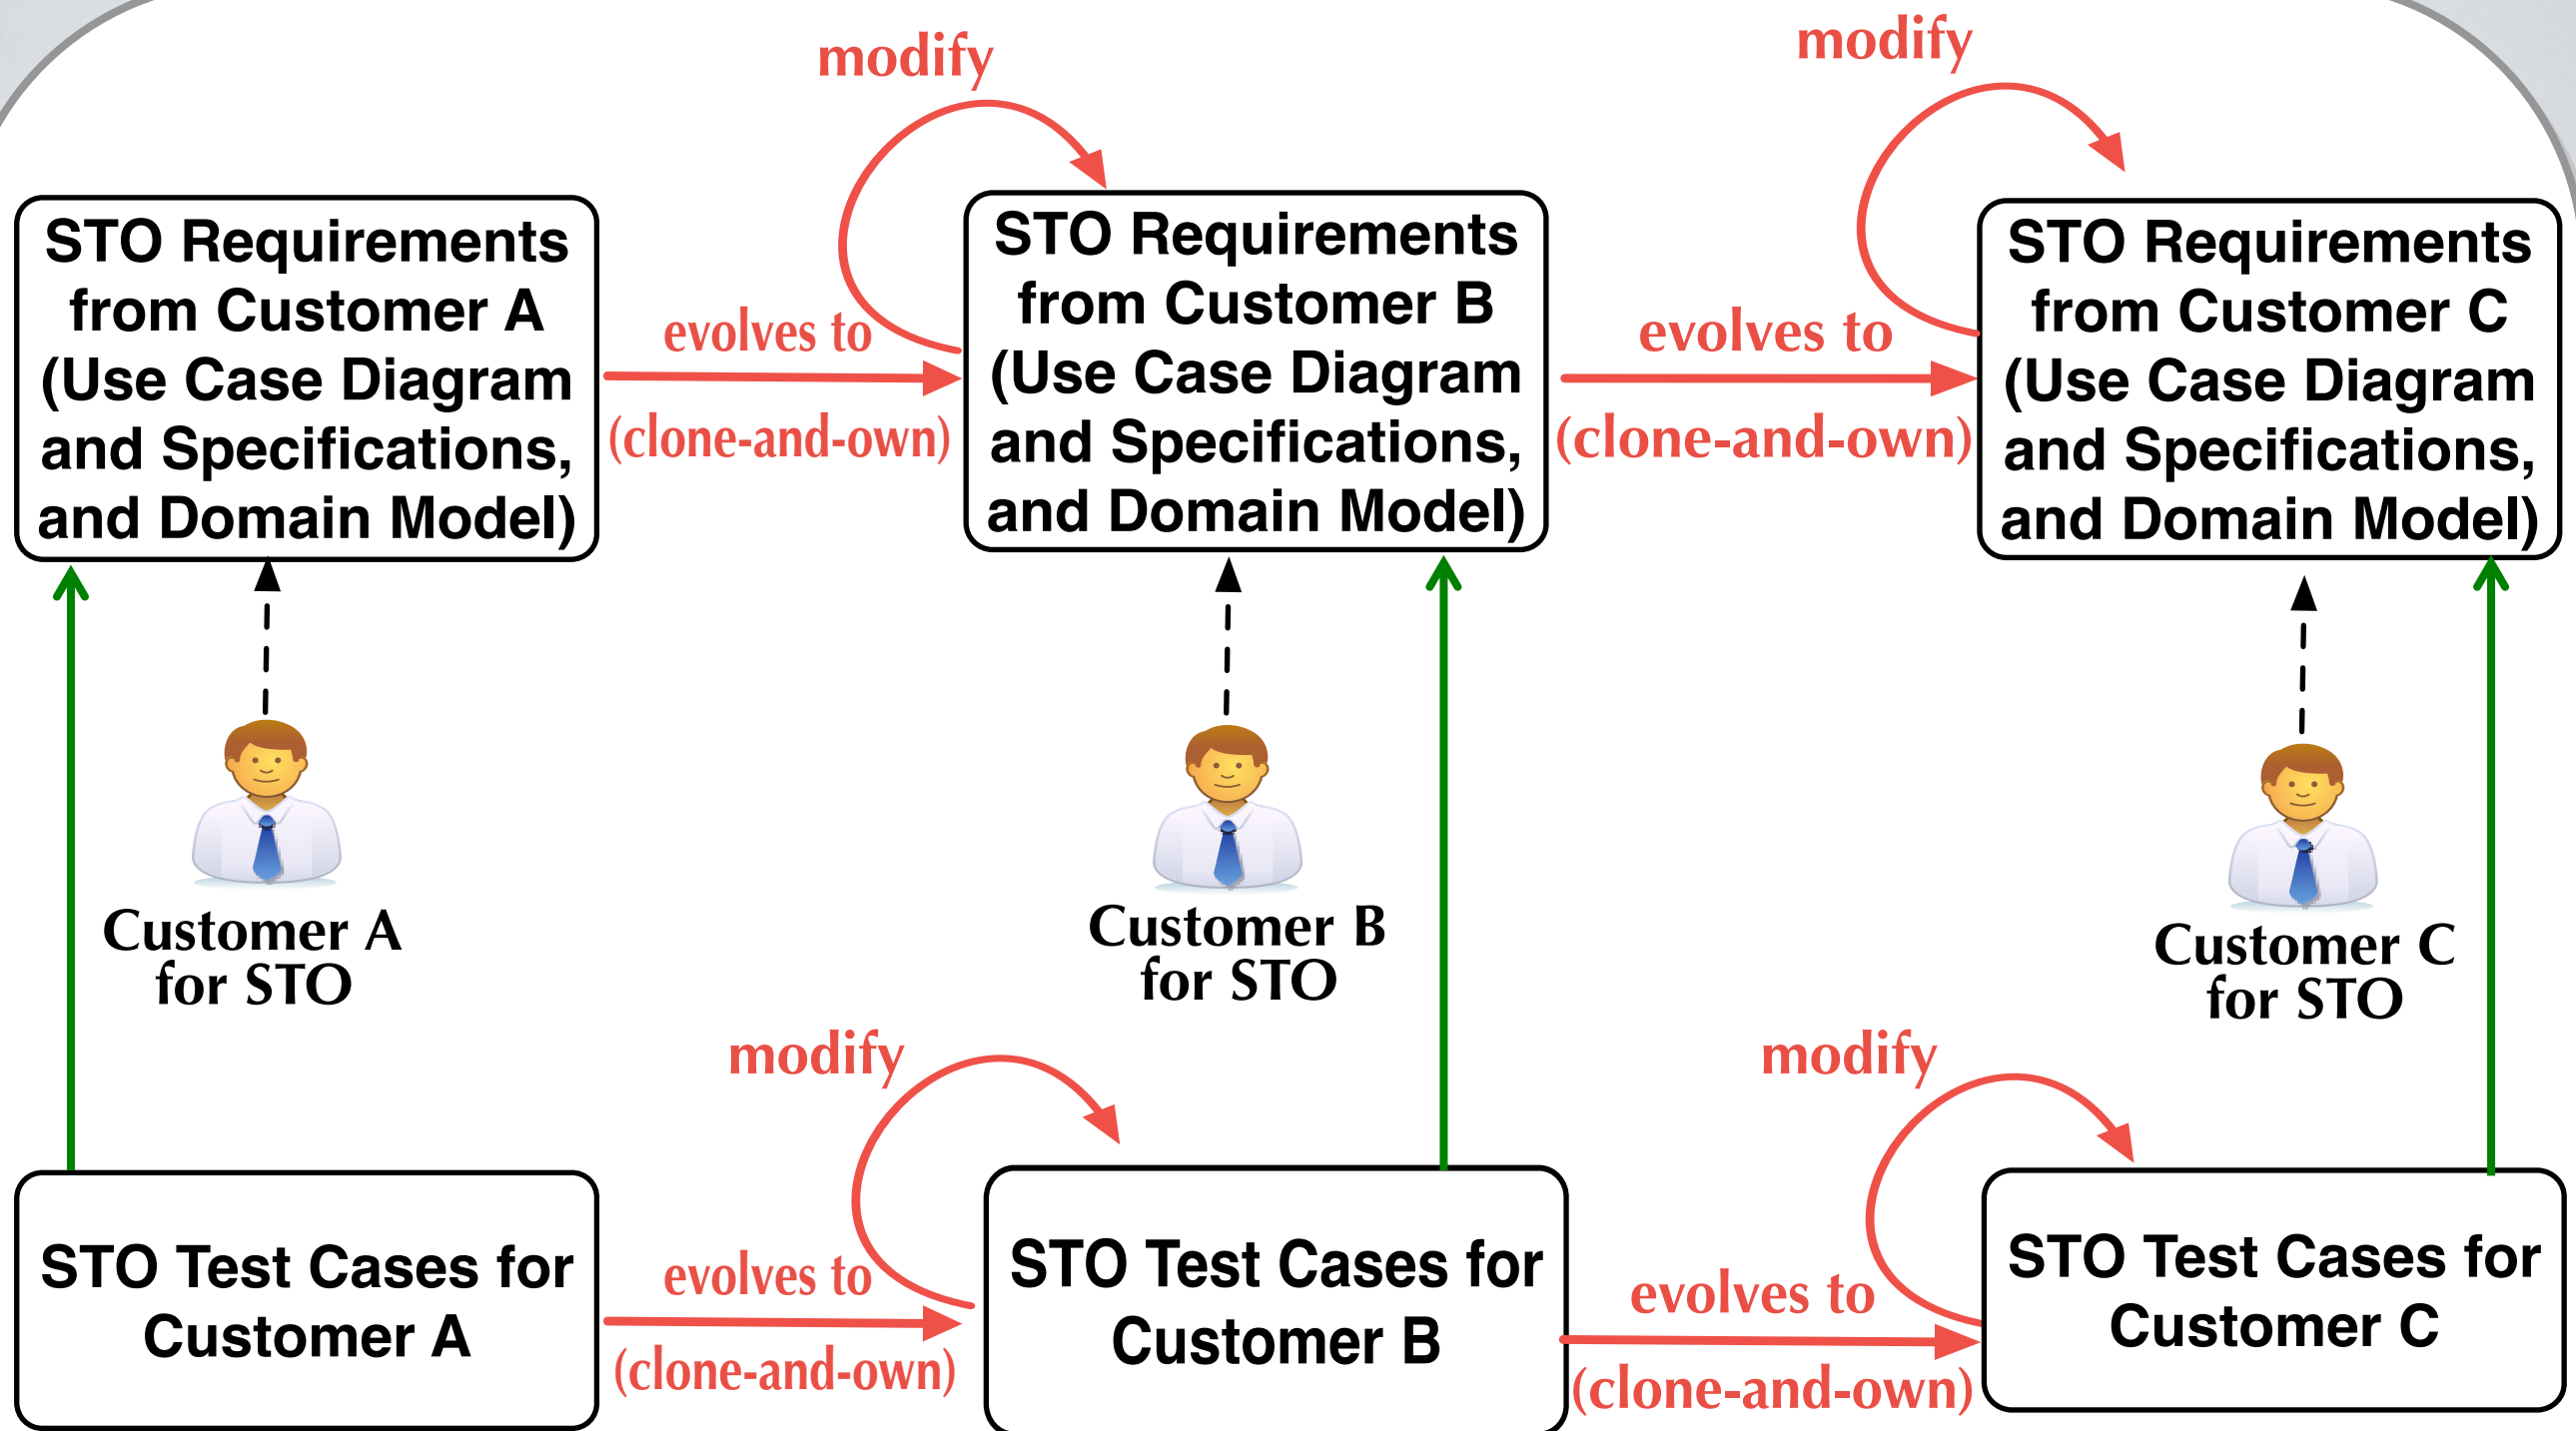 modify
modify
STO Requirements
from Customer A
(Use Case Diagram
and Specifications,
and Domain Model)
evolves to
(clone-and-own)
STO Requirements
from Customer B
(Use Case Diagram
and Specifications,
and Domain Model)
evolves to
(clone-and-own)
STO Requirements
from Customer C
(Use Case Diagram
and Specifications,
and Domain Model)
Customer A
for STO
Customer B
for STO
Customer C
for STO
modify
modify
STO Test Cases for
Customer A
evolves to
(clone-and-own)
STO Test Cases for
Customer B
evolves to
(clone-and-own)
STO Test Cases for
Customer C